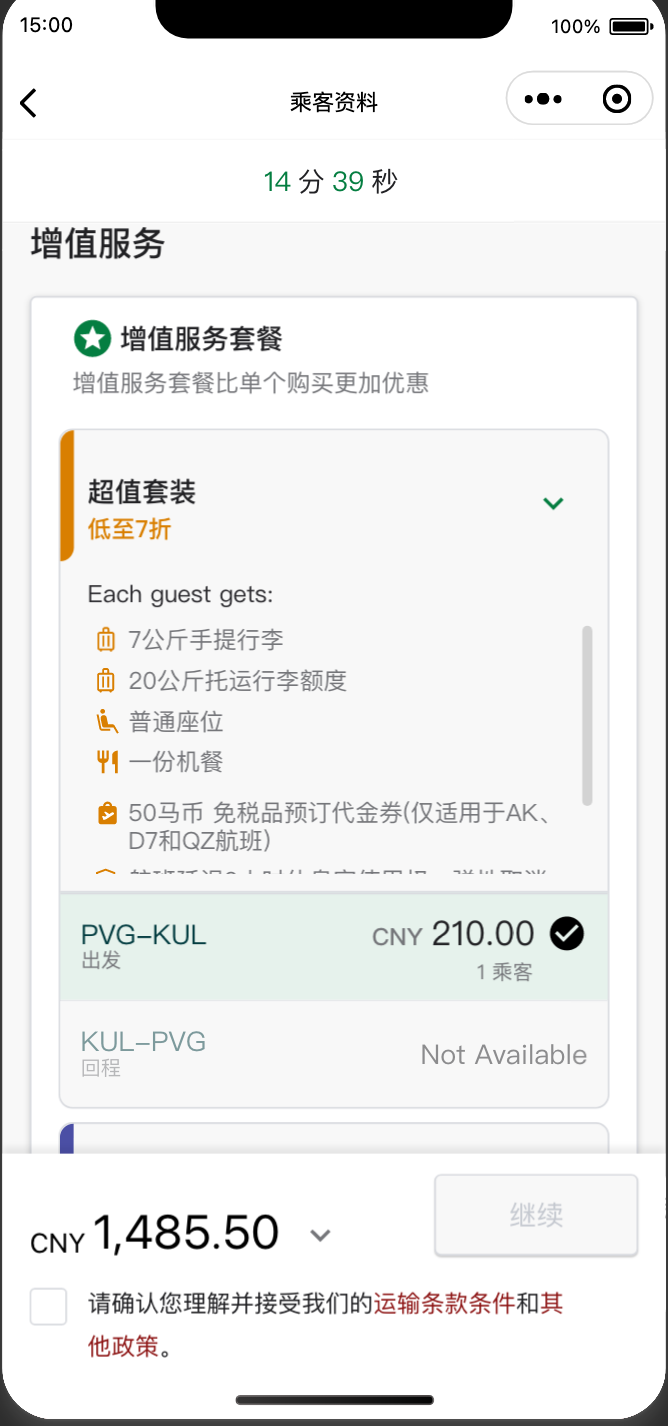 15:00
100%
乘客资料
14 分 39 秒
增值服务
增值服务套餐
增值服务套餐比单个购买更加优惠
超值套装
低至7折
Each guest gets:
7公斤手提行李
20公斤托运行李额度
普通座位
一份机餐
50马币 免税品预订代金券(仅适用于AK、
D7和QZ航班)
PVG–KUL
CNY 210.00
出发
1 乘客
KUL–PVG
Not Available
回程
CNY 1,485.50
继续
请确认您理解并接受我们的运输条款条件和其
他政策。